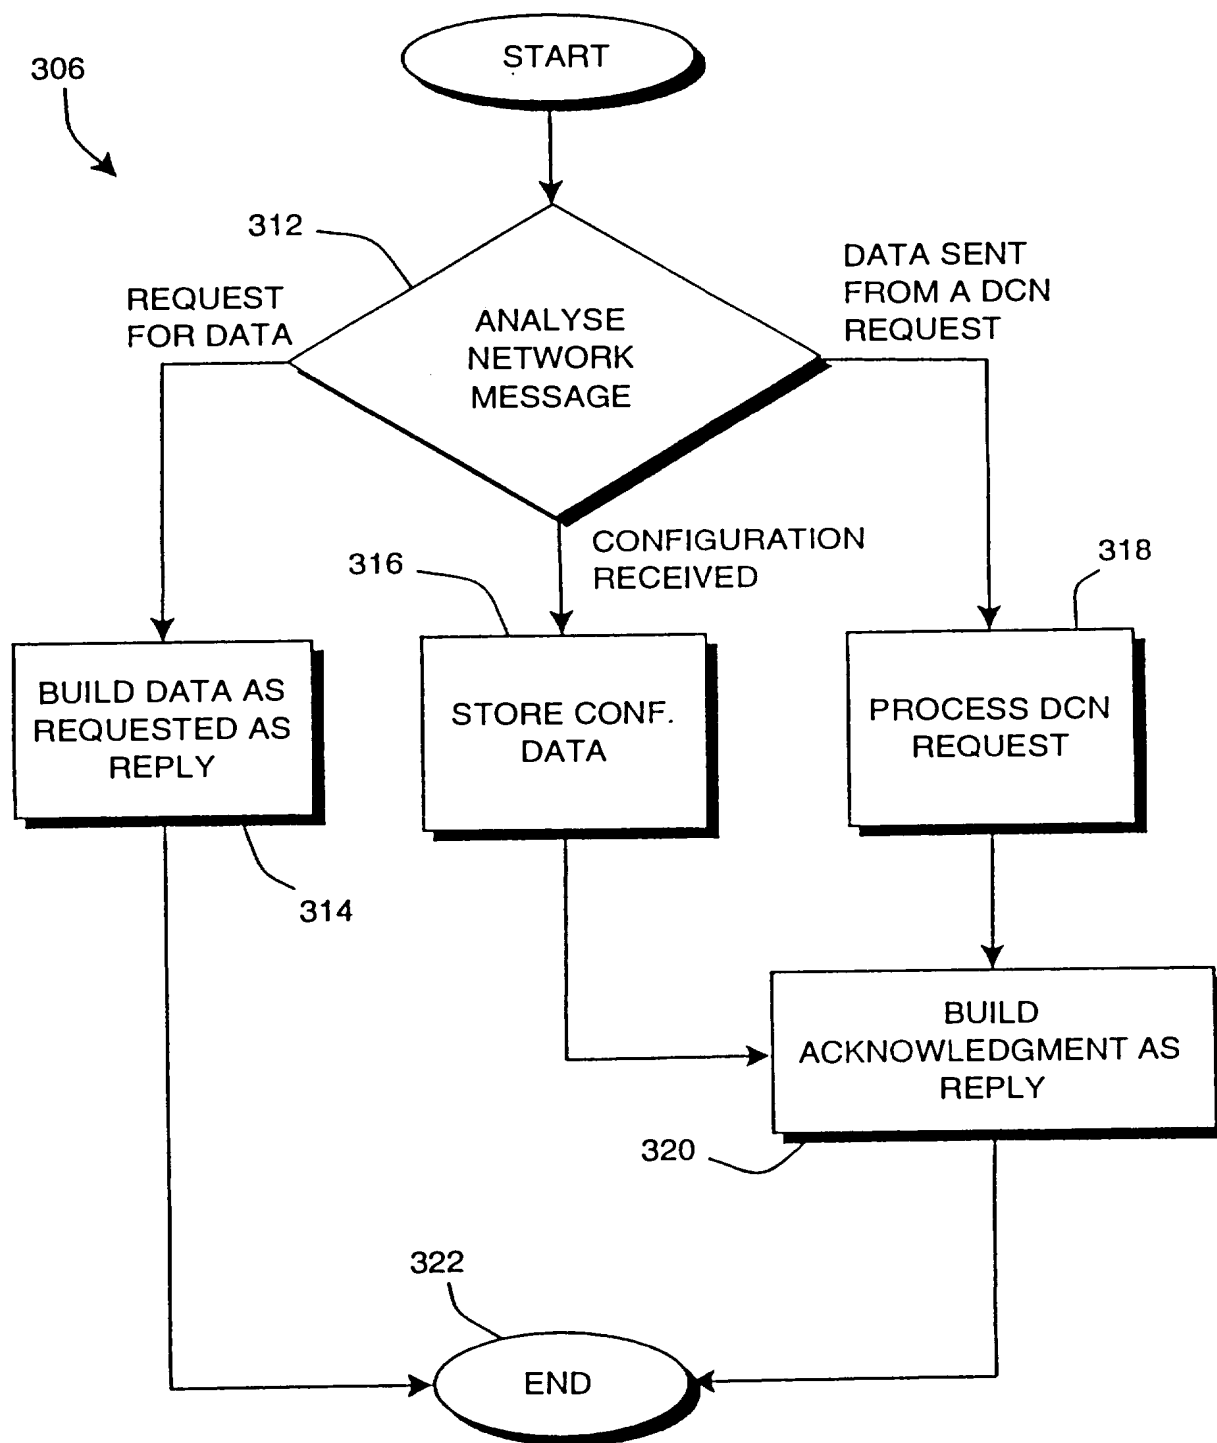 START
306
312
REQUEST
FOR DATA
ANALYSE
NETWORK
MESSAGE
DATA SENT
FROM A DCN
REQUEST
CONFIGURATION
RECEIVED
316
318
BUILD DATA AS
REQUESTED AS
REPLY
STORE CONF.
DATA
PROCESS DCN
REQUEST
314
BUILD
ACKNOWLEDGMENT AS
REPLY
320
322
END